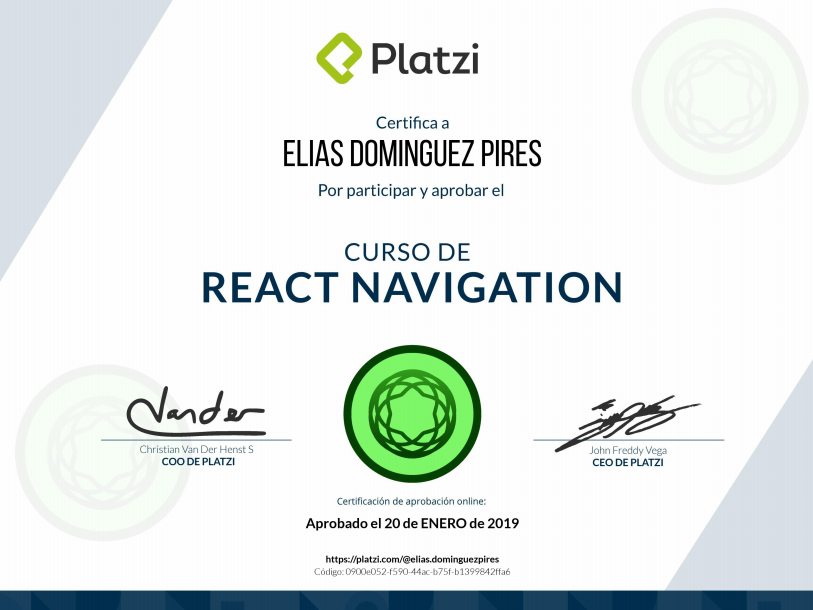 Platzi
Certifica a
ELIAS DOMINGUEZ PIRES
Por participar y aprobar el
CURSO DE
REACT NAVIGATION
Vander
Christian Van Der Henst S
COO DE PLATZI
John Freddy Vega
CEO DE PLATZI
Certificación de aprobación online:
Aprobado el 20 de ENERO de 2019
https://platzi.com/@elias.dominguezpires
Código: 0900e052-f590-44ac-b75f-b1399842ffa6